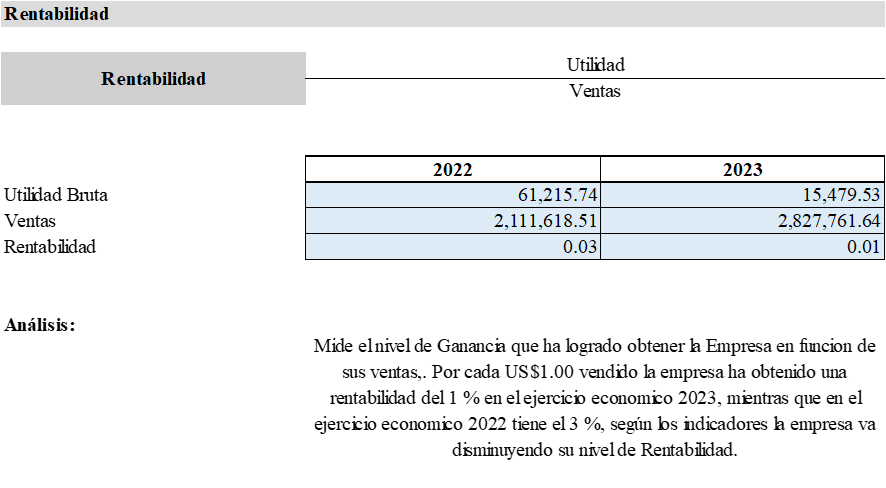 Rentabilidad
Rentabilidad
Utilidad
Ventas
2022 2023
Utilidad Bruta 61,215.74 15,479.53
Ventas 2,111,618.51 2,827,761.64
Rentabilidad 0.03 0.01
Análisis:
Mide el nivel de Ganancia que ha logrado obtener la Empresa en funcion de
sus ventas,. Por cada US$1.00 vendido la empresa ha obtenido una
rentabilidad del 1 % en el ejercicio economico 2023, mientras que en el
ejercicio economico 2022 tiene el 3 %, según los indicadores la empresa va
disminuyendo su nivel de Rentabilidad.